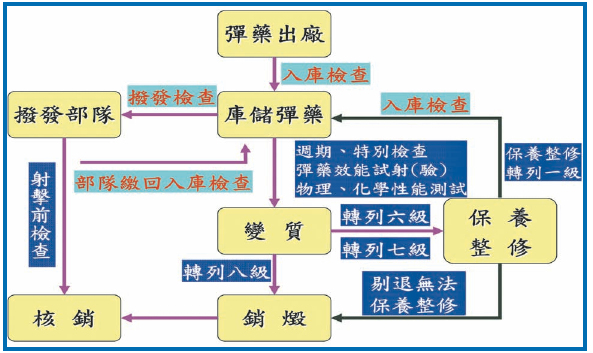 彈藥出廠
入庫檢查
撥發檢查
入庫檢查
撥發部隊
庫儲彈藥
週期、特別檢查
彈藥效能試射(驗)
物理、化學性能測試
保養整修
轉列一級
部隊繳回入庫檢查
射擊前檢查
變質
轉列六級
轉列七級
保養
整修
轉列八級
剔退無法
保養整修
核銷
銷燬